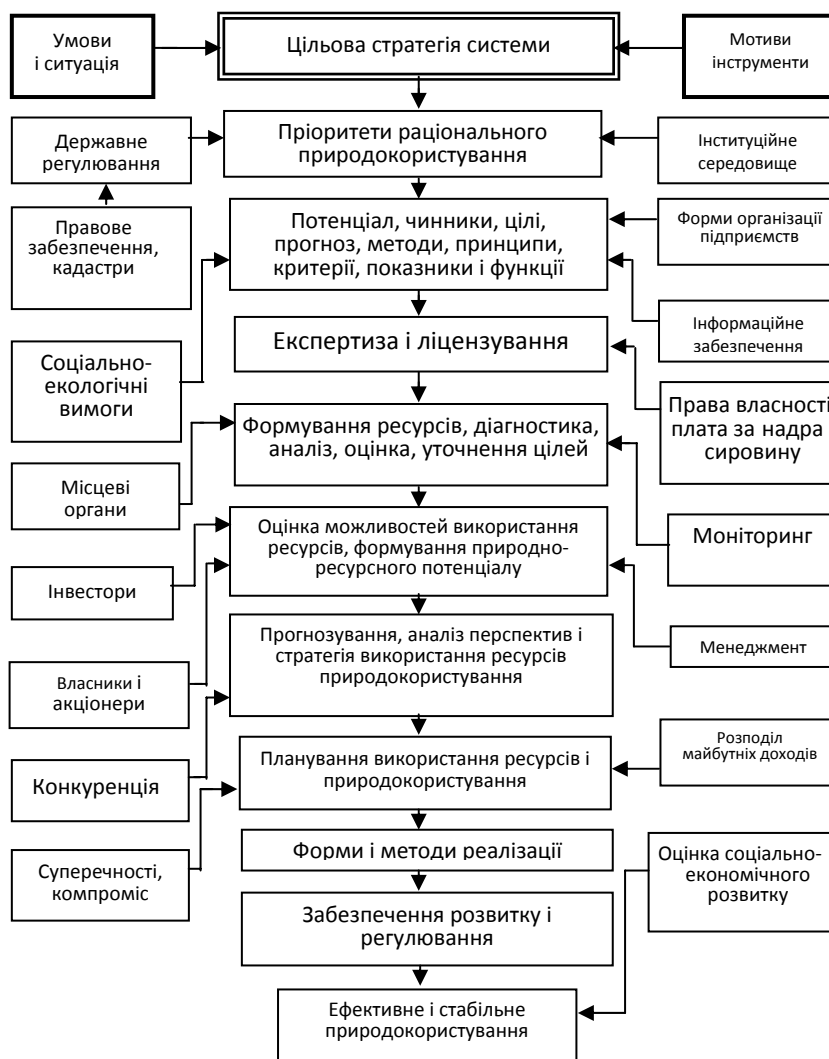 Умови
і ситуація
Цільова стратегія системи
Мотиви
інструменти
Державне
регулювання
Пріоритети раціонального
природокористування
Інституційне
середовище
Правове
забезпечення,
кадастри
Потенціал, чинники, цілі,
прогноз, методи, принципи,
критерії, показники і функції
Форми організації
підприємств
Інформаційне
забезпечення
Соціально-
екологічні
вимоги
Експертиза і ліцензування
Права власності
плата за надра
сировину
Формування ресурсів, діагностика,
аналіз, оцінка, уточнення цілей
Місцеві
органи
Моніторинг
Оцінка можливостей використання
ресурсів, формування природно-
ресурсного потенціалу
Інвестори
Менеджмент
Прогнозування, аналіз перспектив і
стратегія використання ресурсів
природокористування
Власники і
акціонери
Розподіл
майбутніх доходів
Планування використання ресурсів і
природокористування
Конкуренція
Форми і методи реалізації
Суперечності,
компроміс
Оцінка соціально-
економічного
розвитку
Забезпечення розвитку і
регулювання
Ефективне і стабільне
природокористування